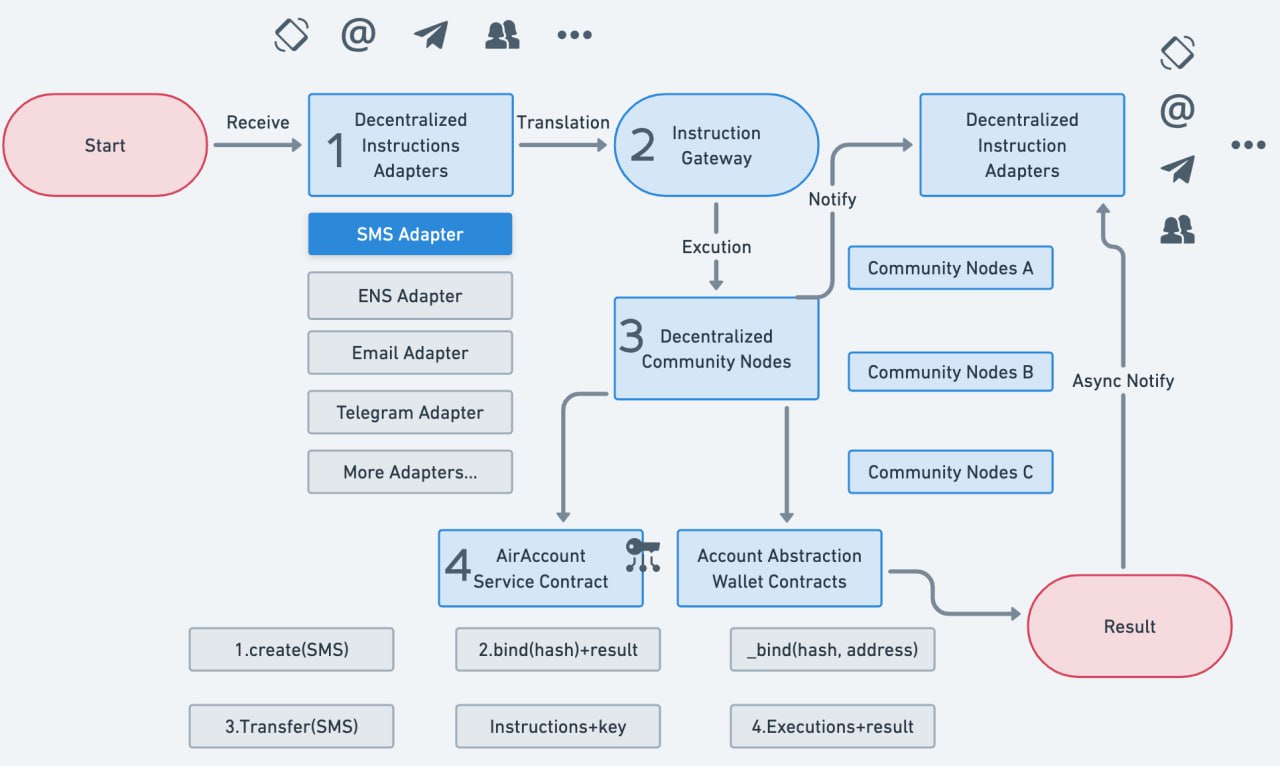 Start
Receive
1
Decentralized
Instructions
Adapters
Translation
2
Instruction
Gateway
Decentralized
Instruction
Adapters
@
@
Notify
SMS Adapter
Excution
ENS Adapter
Community Nodes A
3
Decentralized
Community Nodes
Email Adapter
Community Nodes B
Async Notify
Telegram Adapter
More Adapters...
Community Nodes C
4
AirAccount
Service Contract
Account Abstraction
Wallet Contracts
Result
1.create(SMS)
2.bind(hash)+result
_bind(hash, address)
3.Transfer(SMS)
Instructions+key
4.Executions+result